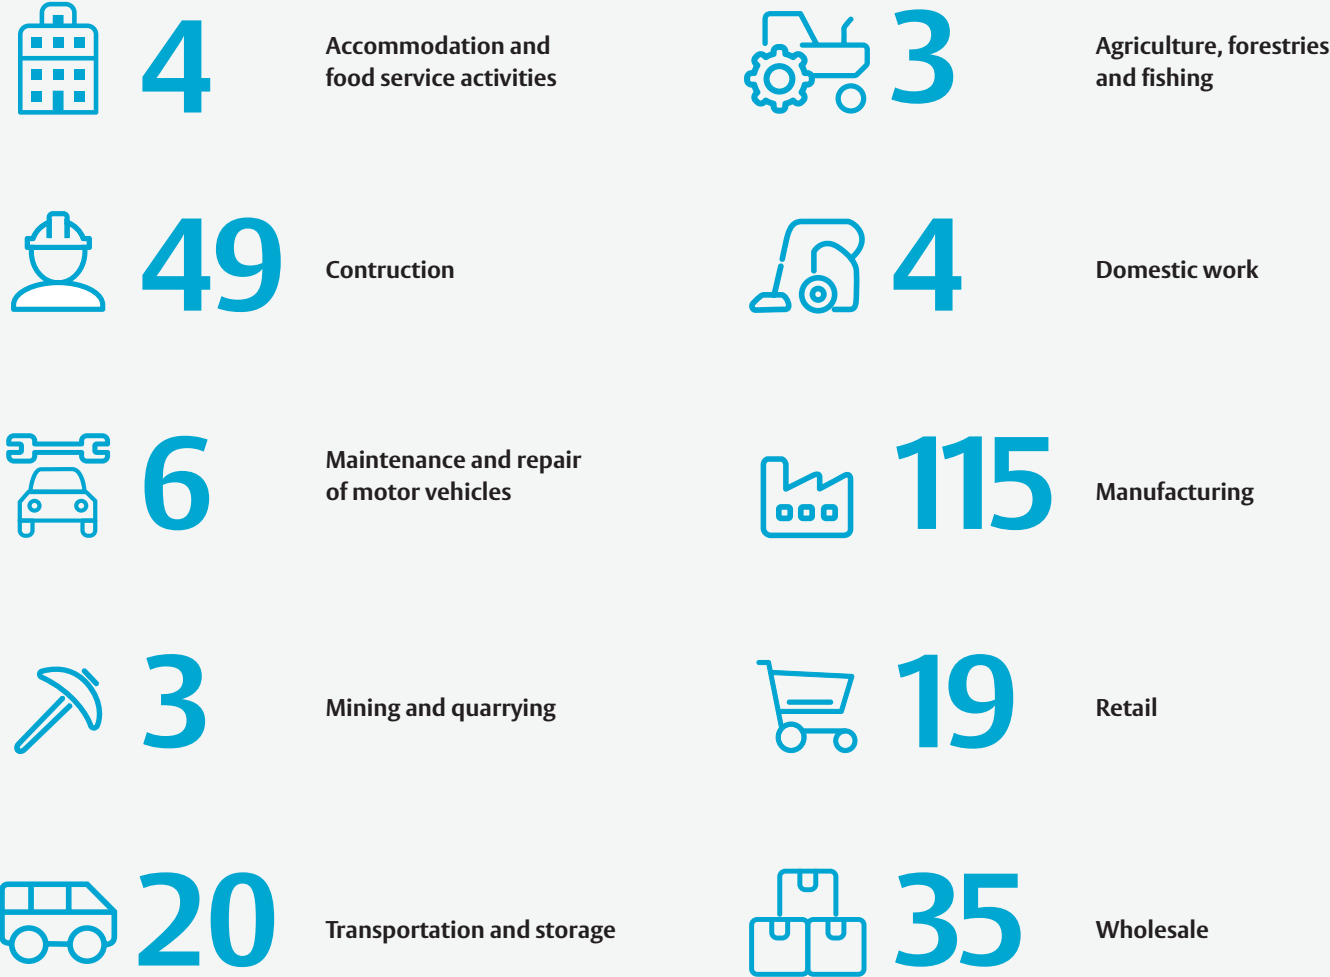 4
Accommodation and
food service activities
3
Agriculture, forestries
and fishing
49
Contruction
4
Domestic work
6
Maintenance and repair
of motor vehicles
115
Manufacturing
3
Mining and quarrying
19
Retail
20
Transportation and storage
35
Wholesale